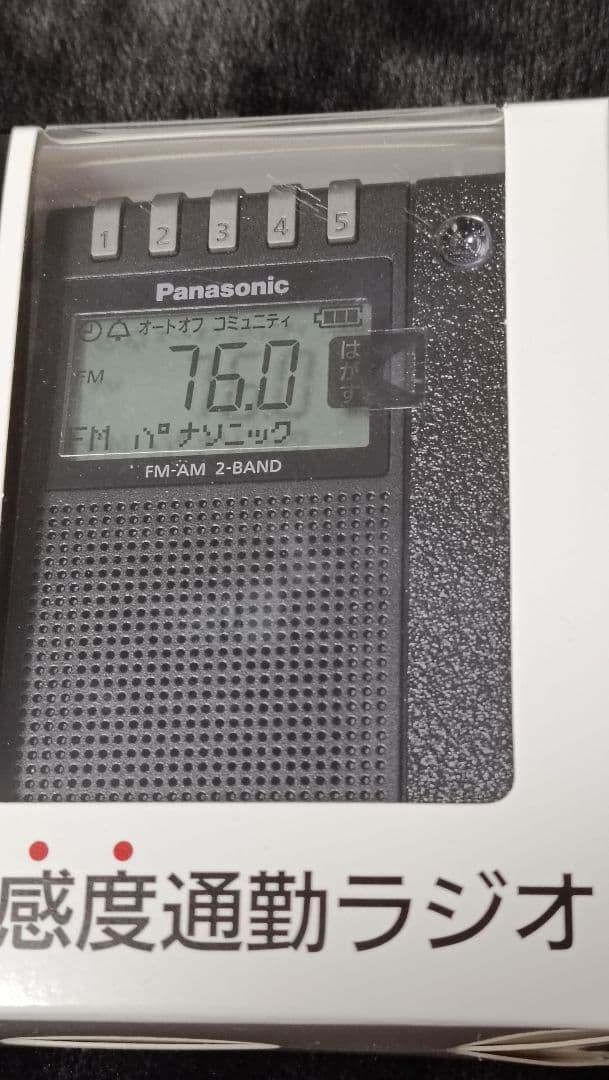 1 2 3 4 5
Panasonic
オートオフ コミュニティ
FM 76.0
はがす
FM パナソニック
FM-AM 2-BAND
感度通勤ラジオ